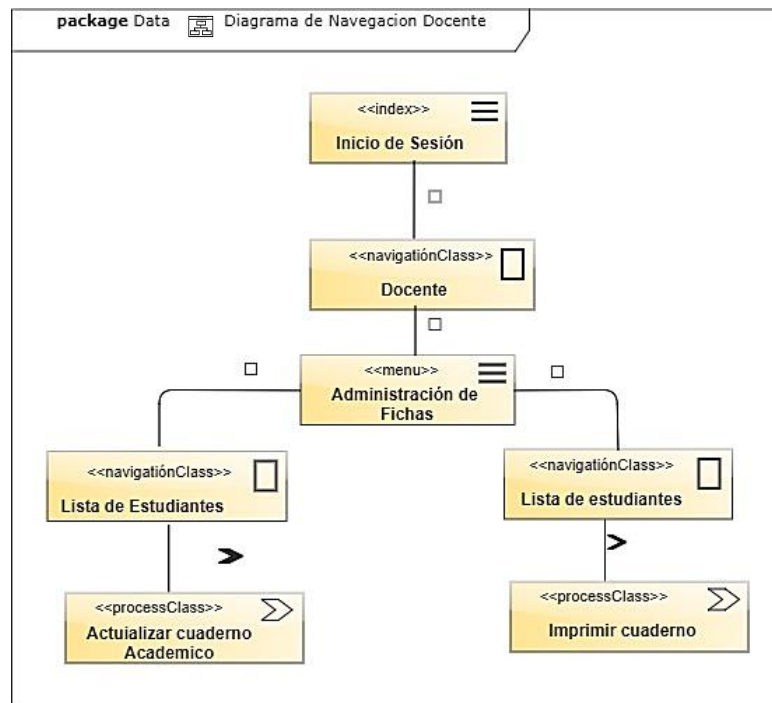 package Data Diagrama de Navegacion Docente
<<index>>
Inicio de Sesión
<<navigatiónClass>>
Docente
<<menu>>
Administración de
Fichas
<<navigatiónClass>>
Lista de Estudiantes
<<navigatiónClass>>
Lista de estudiantes
<<processClass>>
Actuializar cuaderno
Academico
<<processClass>>
Imprimir cuaderno